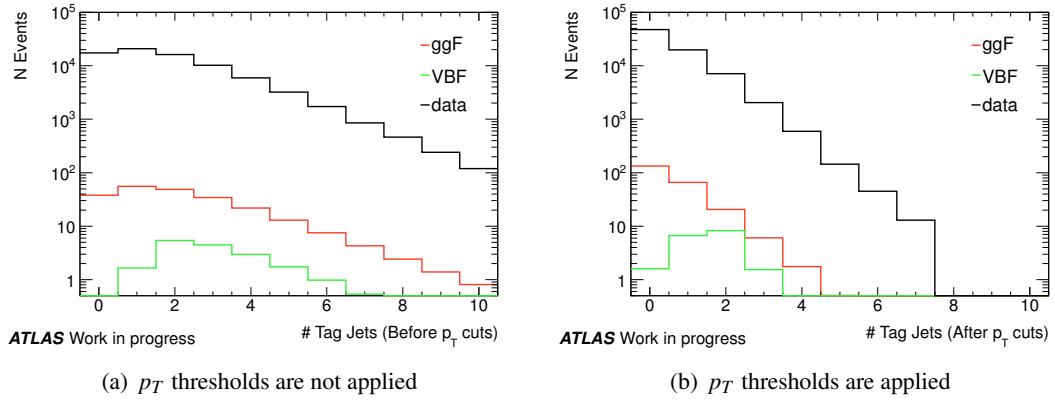 N Events
10^5
10^4
10^3
10^2
10
1
ggF
VBF
data
0 2 4 6 8 10
# Tag Jets (Before p_T cuts)
ATLAS Work in progress
(a) p_T thresholds are not applied
N Events
10^5
10^4
10^3
10^2
10
1
ggF
VBF
data
0 2 4 6 8 10
# Tag Jets (After p_T cuts)
ATLAS Work in progress
(b) p_T thresholds are applied